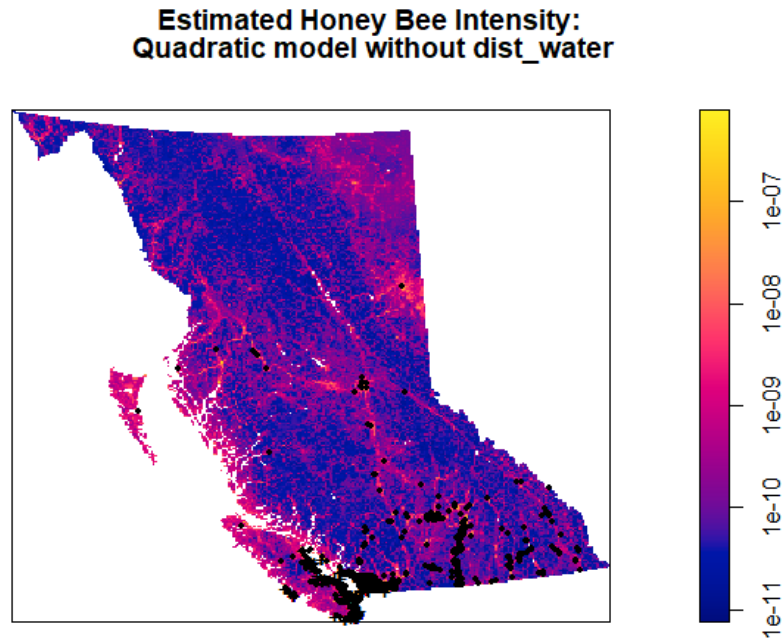 Estimated Honey Bee Intensity:
Quadratic model without dist_water
1e-07
1e-08
1e-09
1e-10
1e-11